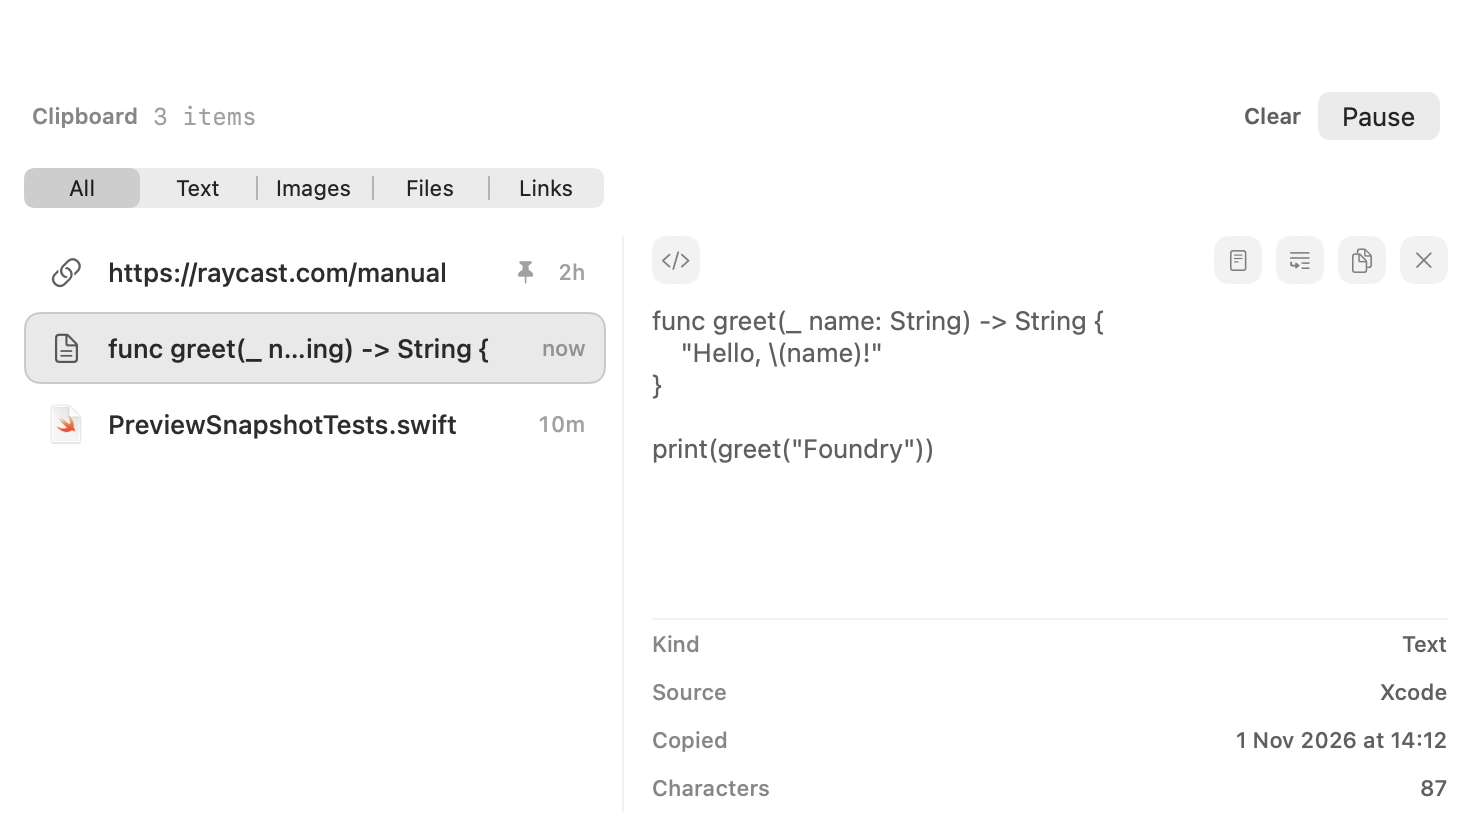 Clipboard 3 items
Clear
Pause
All
Text
Images
Files
Links
https://raycast.com/manual
2h
func greet(_ n...ing) -> String {
now
PreviewSnapshotTests.swift
10m
</>
func greet(_ name: String) -> String {
    "Hello, \(name)!"
}
print(greet("Foundry"))
Kind
Text
Source
Xcode
Copied
1 Nov 2026 at 14:12
Characters
87